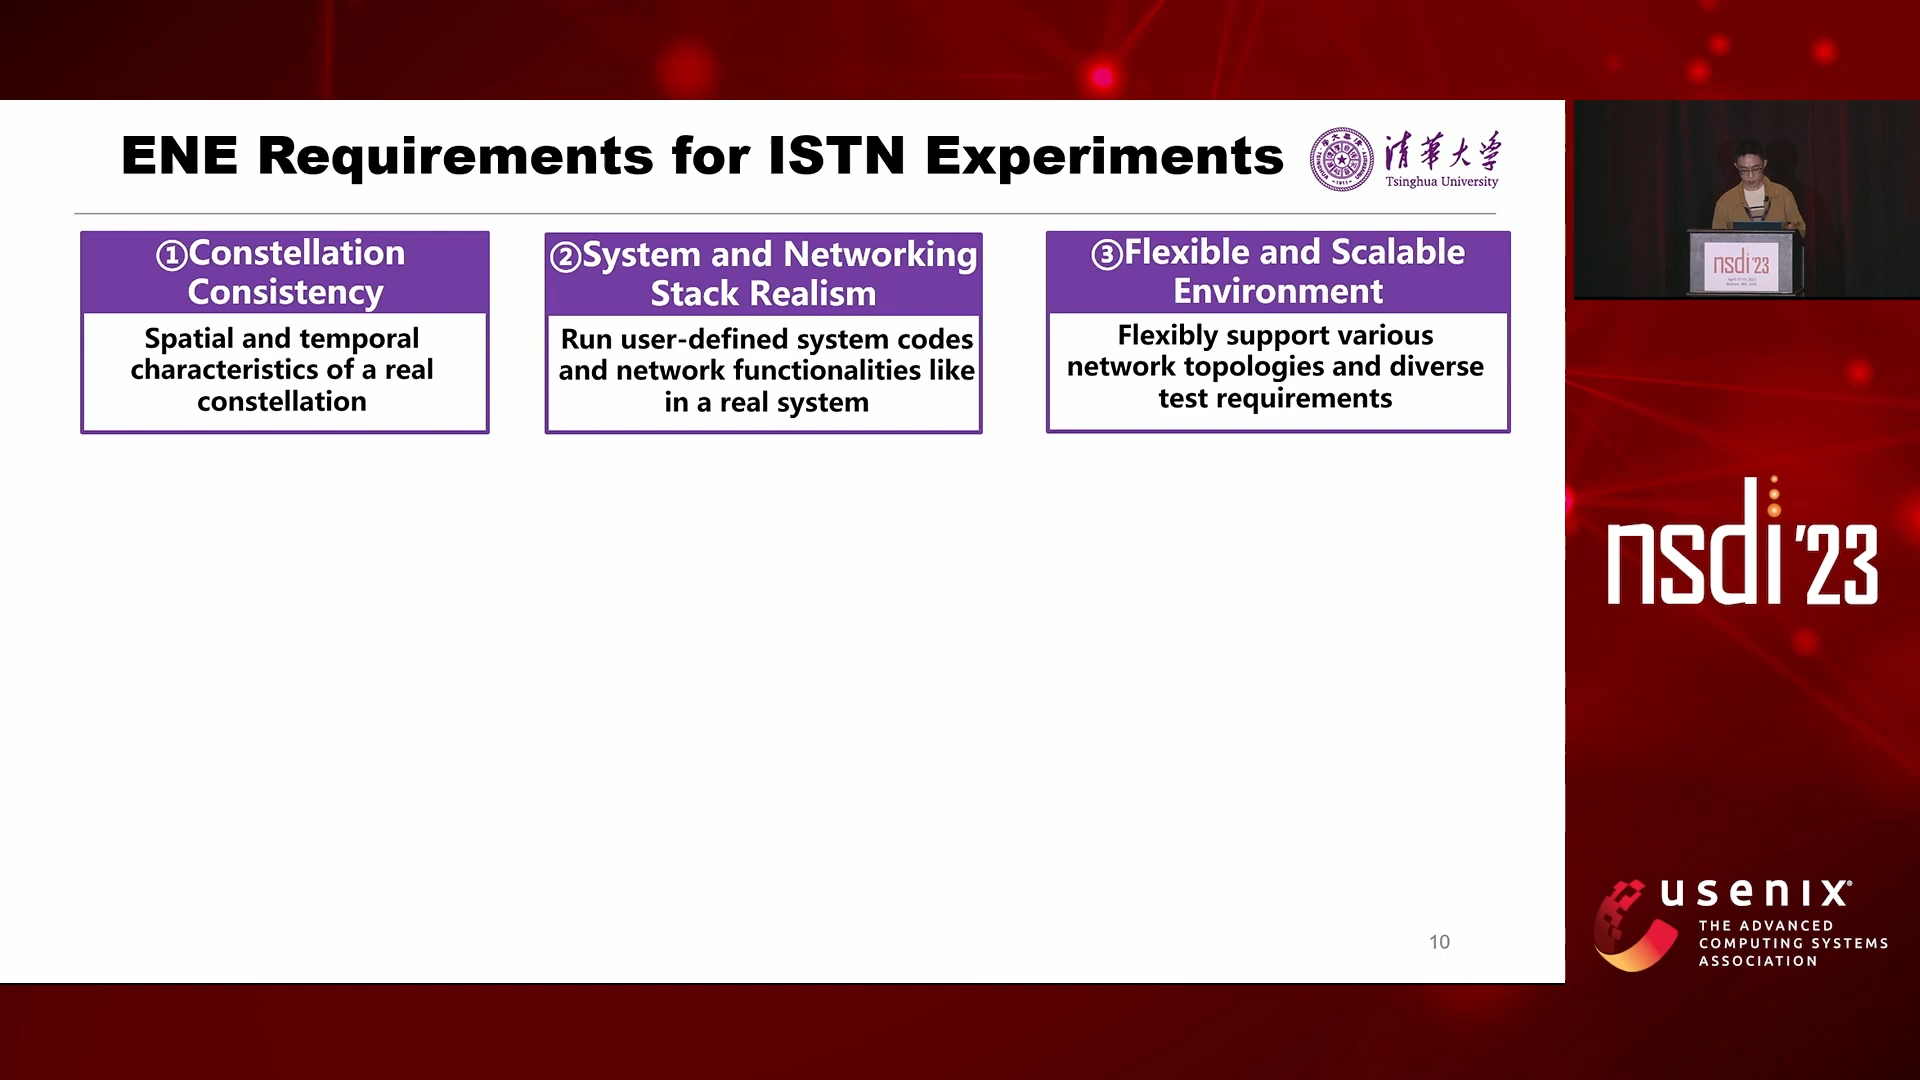 ENE Requirements for ISTN Experiments
清華大学
Tsinghua University
①Constellation
Consistency
Spatial and temporal
characteristics of a real
constellation
②System and Networking
Stack Realism
Run user-defined system codes
and network functionalities like
in a real system
③Flexible and Scalable
Environment
Flexibly support various
network topologies and diverse
test requirements
10
nsdi '23
nsdi '23
usenix®
THE ADVANCED
COMPUTING SYSTEMS
ASSOCIATION